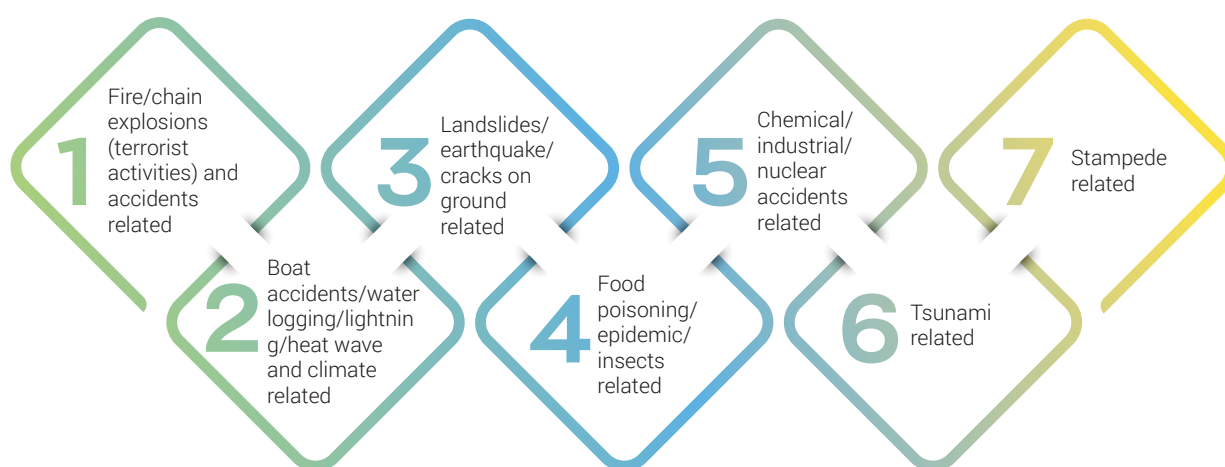 1
Fire/chain
explosions
(terrorist
activities) and
accidents
related
2
Boat
accidents/water
logging/lightnin
g/heat wave
and climate
related
3
Landslides/
earthquake/
cracks on
ground
related
4
Food
poisoning/
epidemic/
insects
related
5
Chemical/
industrial/
nuclear
accidents
related
6
Tsunami
related
7
Stampede
related